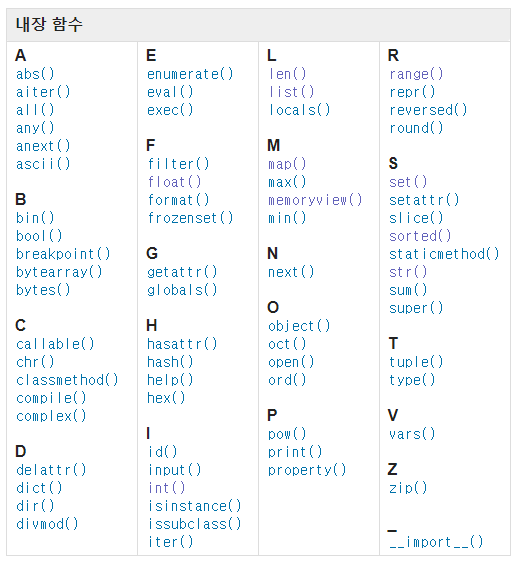 내장 함수
A
abs()
aiter()
all()
any()
anext()
ascii()
B
bin()
bool()
breakpoint()
bytearray()
bytes()
C
callable()
chr()
classmethod()
compile()
complex()
D
delattr()
dict()
dir()
divmod()
E
enumerate()
eval()
exec()
F
filter()
float()
format()
frozenset()
G
getattr()
globals()
H
hasattr()
hash()
help()
hex()
I
id()
input()
int()
isinstance()
issubclass()
iter()
L
len()
list()
locals()
M
map()
max()
memoryview()
min()
N
next()
O
object()
oct()
open()
ord()
P
pow()
print()
property()
R
range()
repr()
reversed()
round()
S
set()
setattr()
slice()
sorted()
staticmethod()
str()
sum()
super()
T
tuple()
type()
V
vars()
Z
zip()
_
__import__()